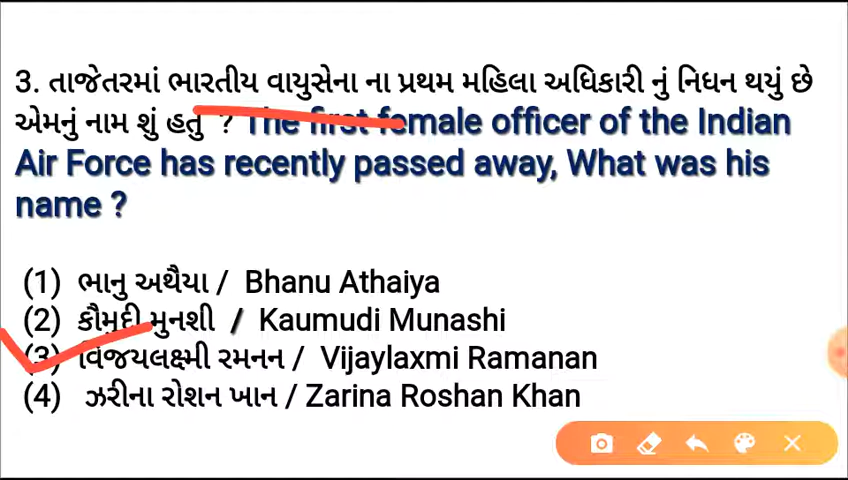 3. તાજેતરમાં ભારતીય વાયુસેના ના પ્રથમ મહિલા અધિકારી નું નિધન થયું છે
એમનું નામ શું હતું ? The first female officer of the Indian
Air Force has recently passed away, What was his
name ?
(1) ભાનુ અથૈયા / Bhanu Athaiya
(2) કૌમુદી મુનશી / Kaumudi Munashi
(3) વિજયલક્ષ્મી રમનન / Vijaylaxmi Ramanan
(4) ઝરીના રોશન ખાન / Zarina Roshan Khan